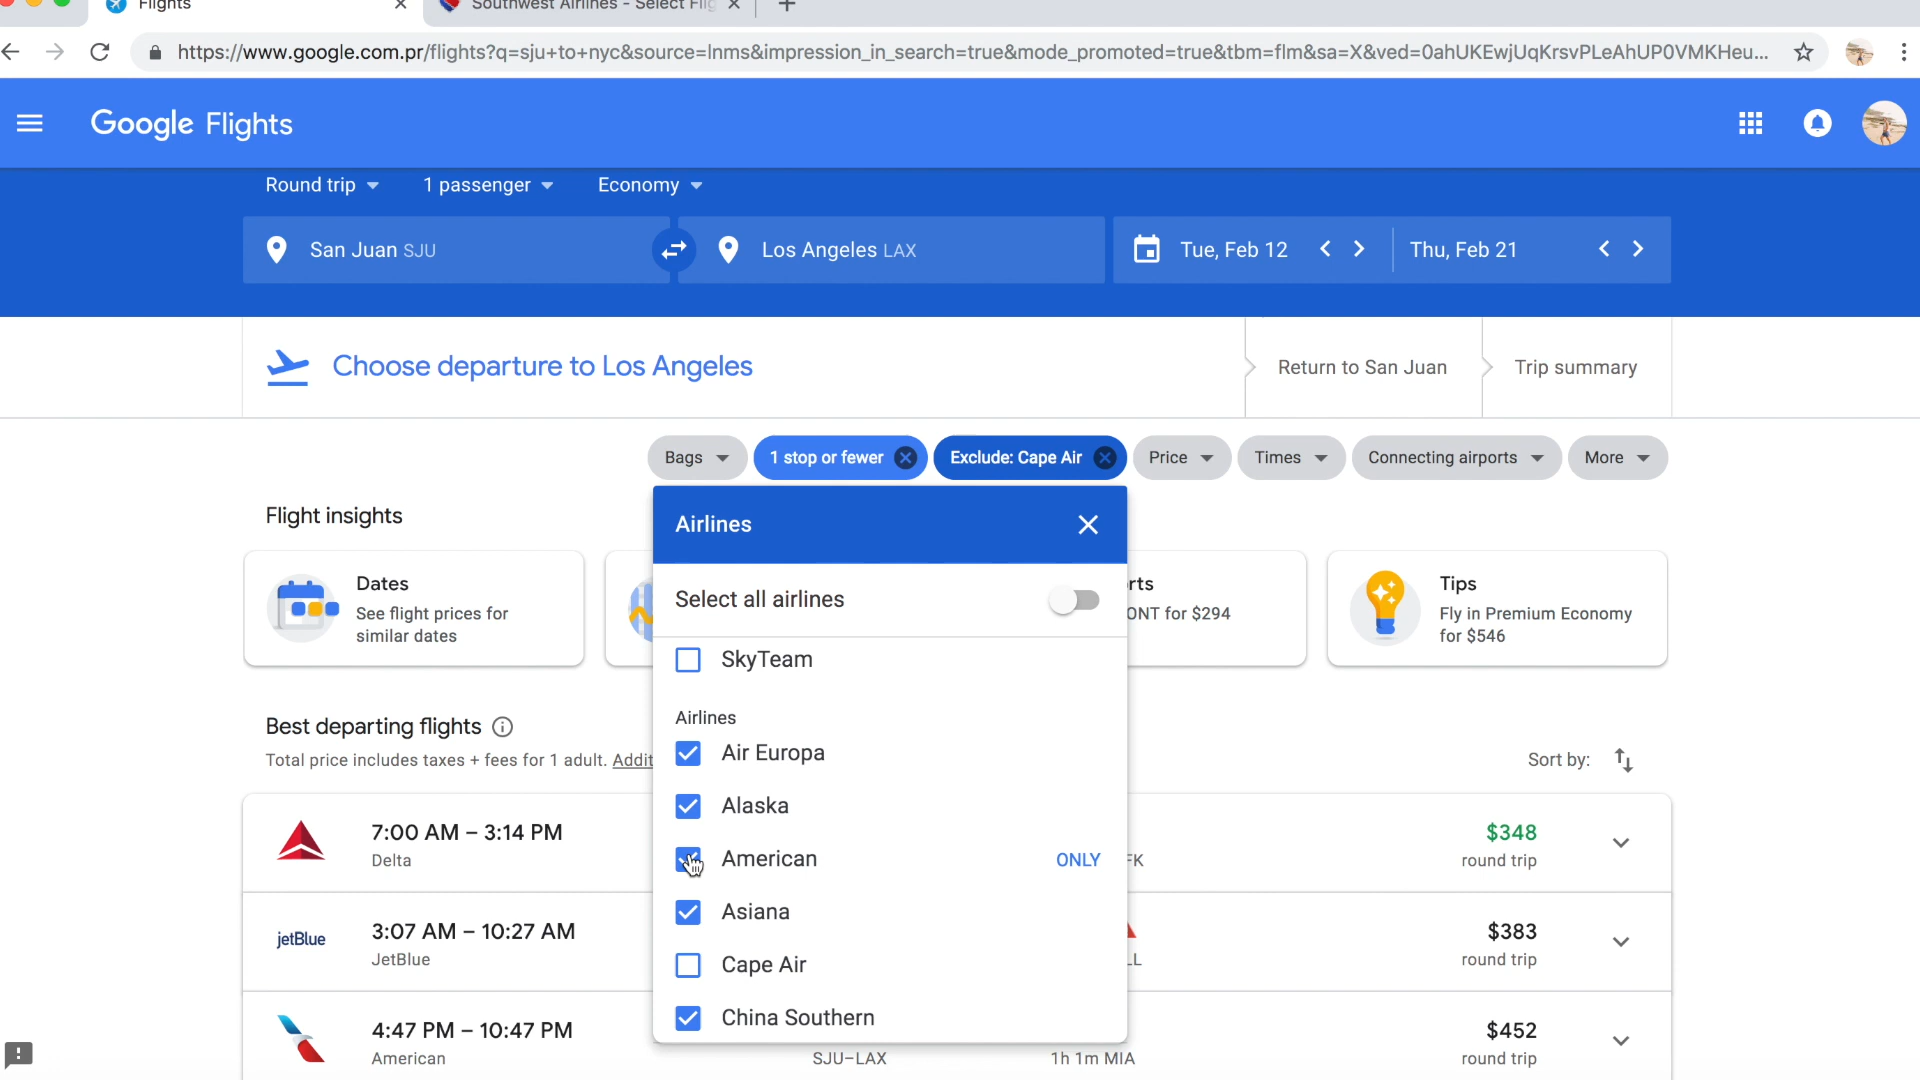 Flights
Southwest Airlines - Select Flig
https://www.google.com.pr/flights?q=sju+to+nyc&source=lnms&impression_in_search=true&mode_promoted=true&tbm=flm&sa=X&ved=0ahUKEwjUqKrsvPLeAhUP0VMKHeu...
Google Flights
Round trip
1 passenger
Economy
San Juan SJU
Los Angeles LAX
Tue, Feb 12
Thu, Feb 21
Choose departure to Los Angeles
Return to San Juan
Trip summary
Bags
1 stop or fewer
Exclude: Cape Air
Price
Times
Connecting airports
More
Flight insights
Dates
See flight prices for
similar dates
rts
ONT for $294
Tips
Fly in Premium Economy
for $546
Airlines
Select all airlines
SkyTeam
Airlines
Air Europa
Alaska
American
ONLY
Asiana
Cape Air
China Southern
Best departing flights
Total price includes taxes + fees for 1 adult. Addit
Sort by:
7:00 AM – 3:14 PM
Delta
FK
$348
round trip
jetBlue
3:07 AM – 10:27 AM
JetBlue
LL
$383
round trip
4:47 PM – 10:47 PM
American
SJU–LAX
1h 1m MIA
$452
round trip